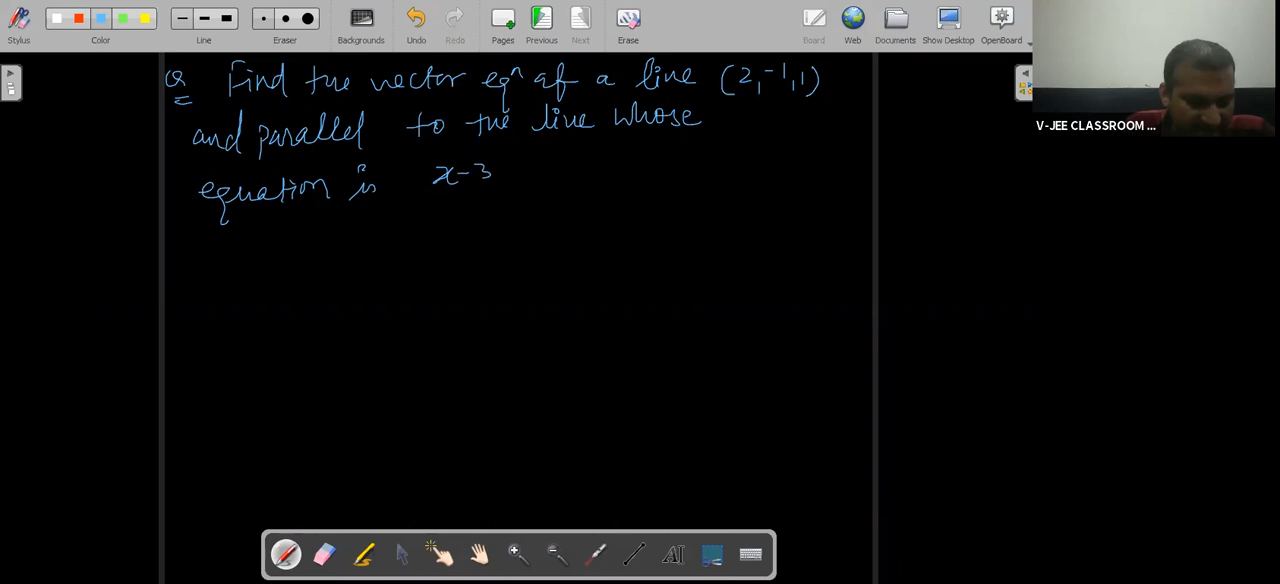 Stylus
Color
Line
Eraser
Backgrounds
Undo
Redo
Pages
Previous
Next
Erase
Board
Web
Documents
Show Desktop
OpenBoard
Q Find the vector eqⁿ of a line (2, -1, 1)
and parallel to the line whose
equation is x-3
V-JEE CLASSROOM ...
AI